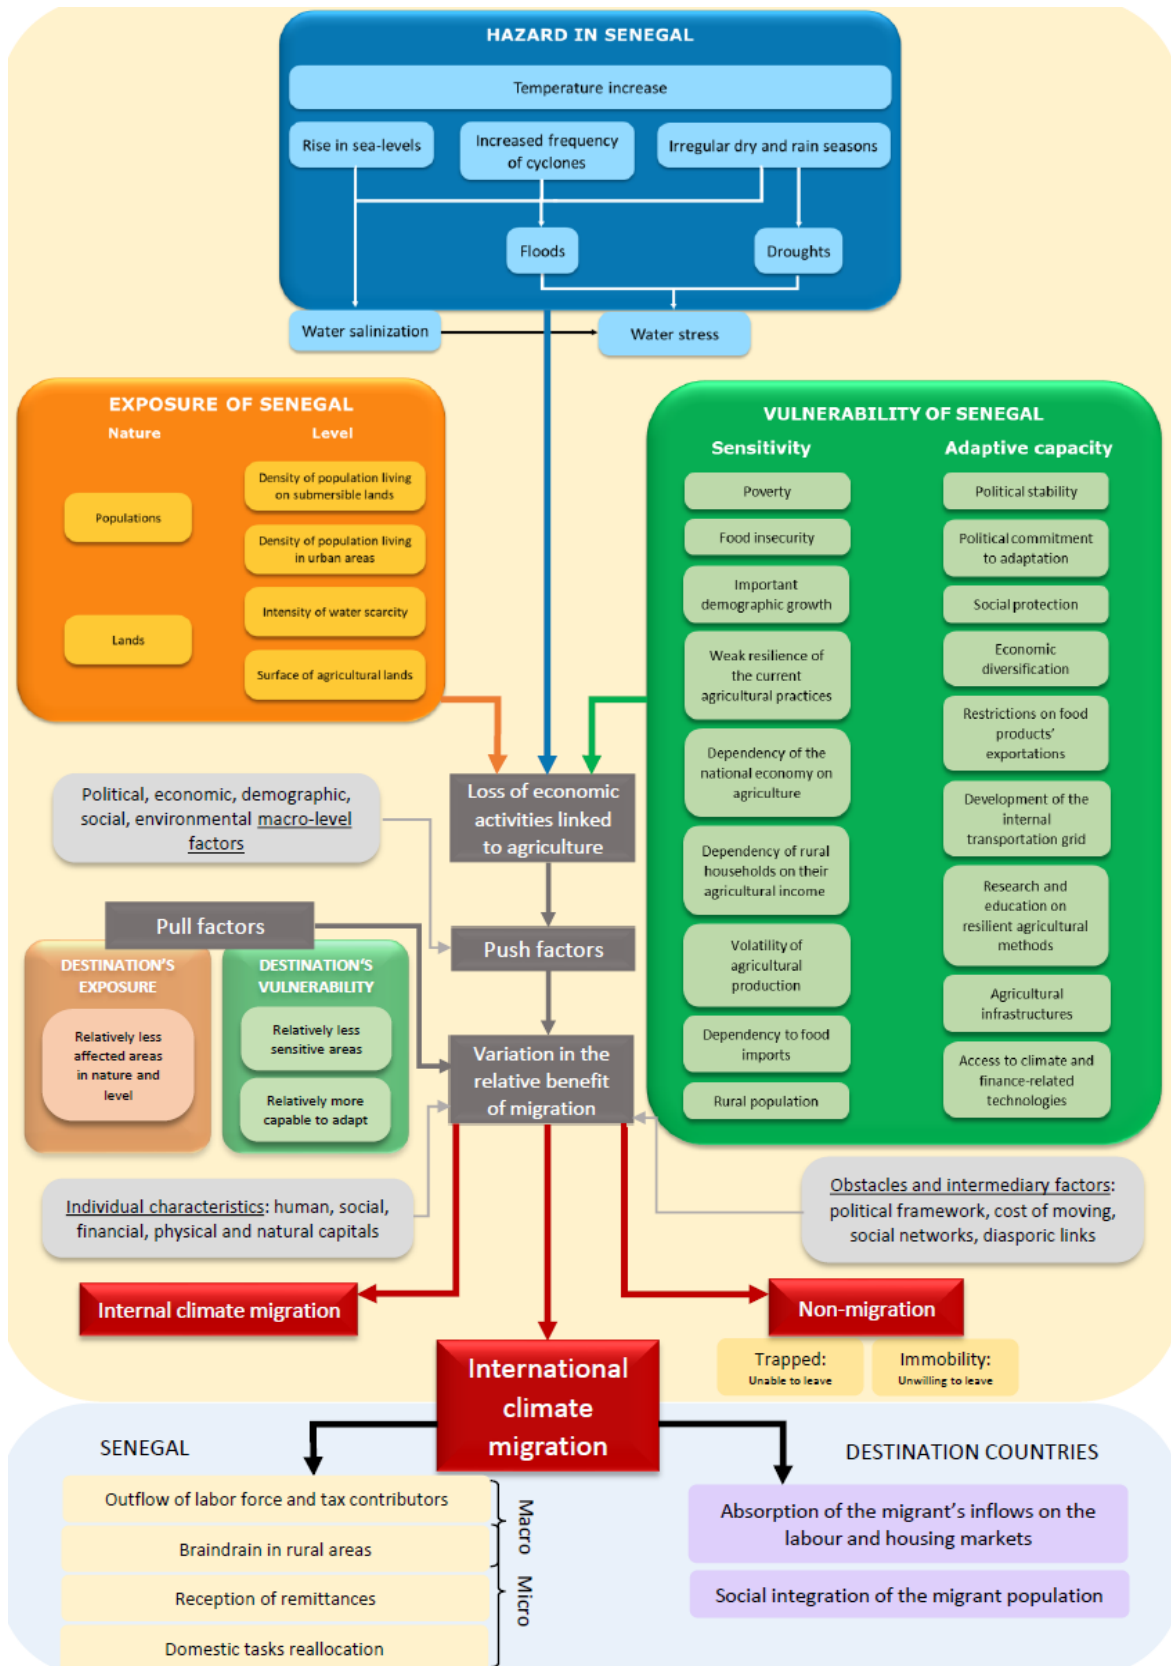 HAZARD IN SENEGAL
Temperature increase
Rise in sea-levels
Increased frequency
of cyclones
Irregular dry and rain seasons
Floods
Droughts
Water salinization
Water stress
EXPOSURE OF SENEGAL
Nature
Level
Populations
Lands
Density of population living
on submersible lands
Density of population living
in urban areas
Intensity of water scarcity
Surface of agricultural lands
VULNERABILITY OF SENEGAL
Sensitivity
Poverty
Food insecurity
Important
demographic growth
Weak resilience of
the current
agricultural practices
Dependency of the
national economy on
agriculture
Dependency of rural
households on their
agricultural income
Volatility of
agricultural
production
Dependency to food
imports
Rural population
Adaptive capacity
Political stability
Political commitment
to adaptation
Social protection
Economic
diversification
Restrictions on food
products'
exportations
Development of the
internal
transportation grid
Research and
education on
resilient agricultural
methods
Agricultural
infrastructures
Access to climate and
finance-related
technologies
Loss of economic
activities linked
to agriculture
Political, economic, demographic,
social, environmental macro-level
factors
Push factors
Pull factors
DESTINATION'S
EXPOSURE
Relatively less
affected areas
in nature and
level
DESTINATION'S
VULNERABILITY
Relatively less
sensitive areas
Relatively more
capable to adapt
Variation in the
relative benefit
of migration
Individual characteristics: human, social,
financial, physical and natural capitals
Obstacles and intermediary factors:
political framework, cost of moving,
social networks, diasporic links
Internal climate migration
Non-migration
Trapped:
Unable to leave
Immobility:
Unwilling to leave
International
climate
migration
SENEGAL
Outflow of labor force and tax contributors
Braindrain in rural areas
Reception of remittances
Domestic tasks reallocation
Macro
Micro
DESTINATION COUNTRIES
Absorption of the migrant's inflows on the
labour and housing markets
Social integration of the migrant population